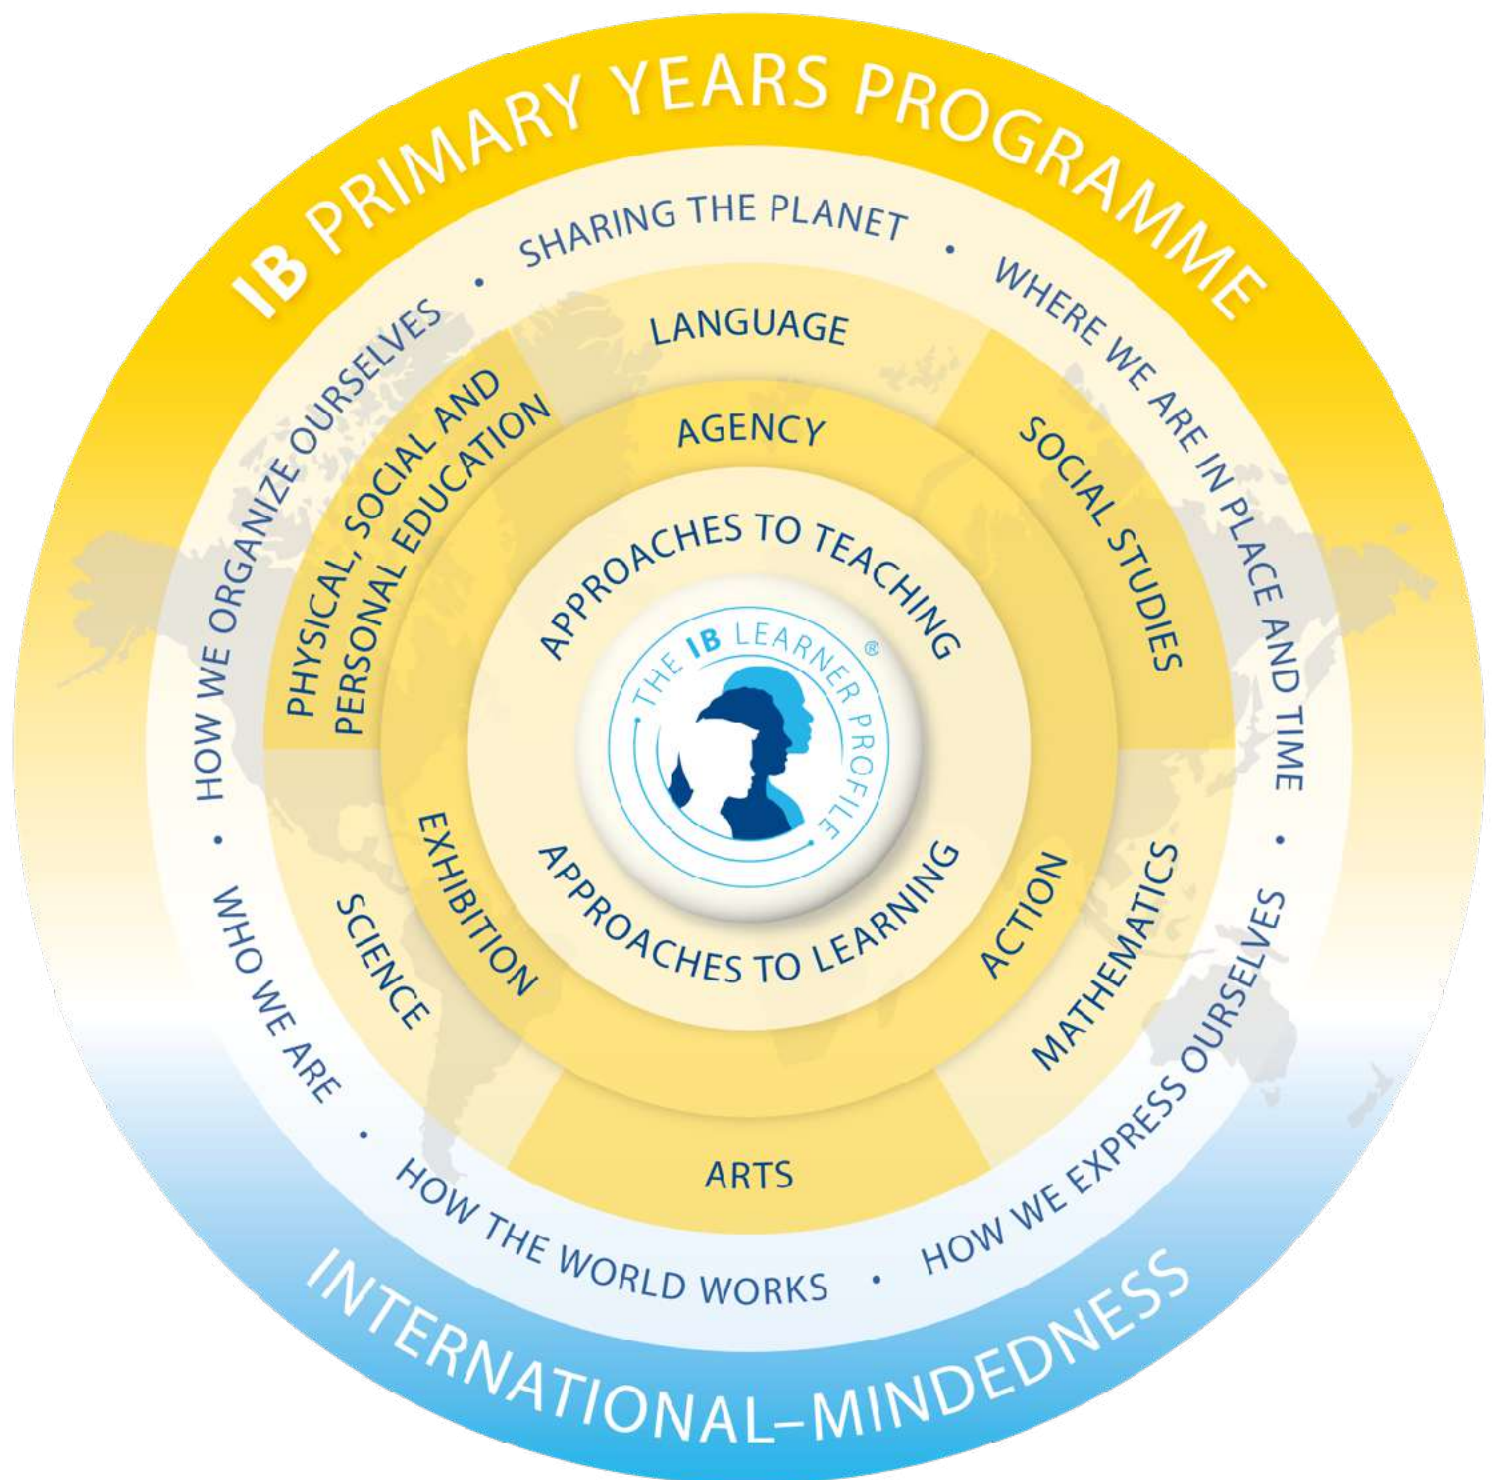 IB PRIMARY YEARS PROGRAMME
SHARING THE PLANET
•
WHERE WE ARE IN PLACE AND TIME
•
HOW WE EXPRESS OURSELVES
•
HOW THE WORLD WORKS
•
WHO WE ARE
•
HOW WE ORGANIZE OURSELVES
•
LANGUAGE
SOCIAL STUDIES
MATHEMATICS
ARTS
SCIENCE
PHYSICAL, SOCIAL AND
PERSONAL EDUCATION
AGENCY
ACTION
EXHIBITION
APPROACHES TO TEACHING
THE IB LEARNER PROFILE®
APPROACHES TO LEARNING
INTERNATIONAL–MINDEDNESS